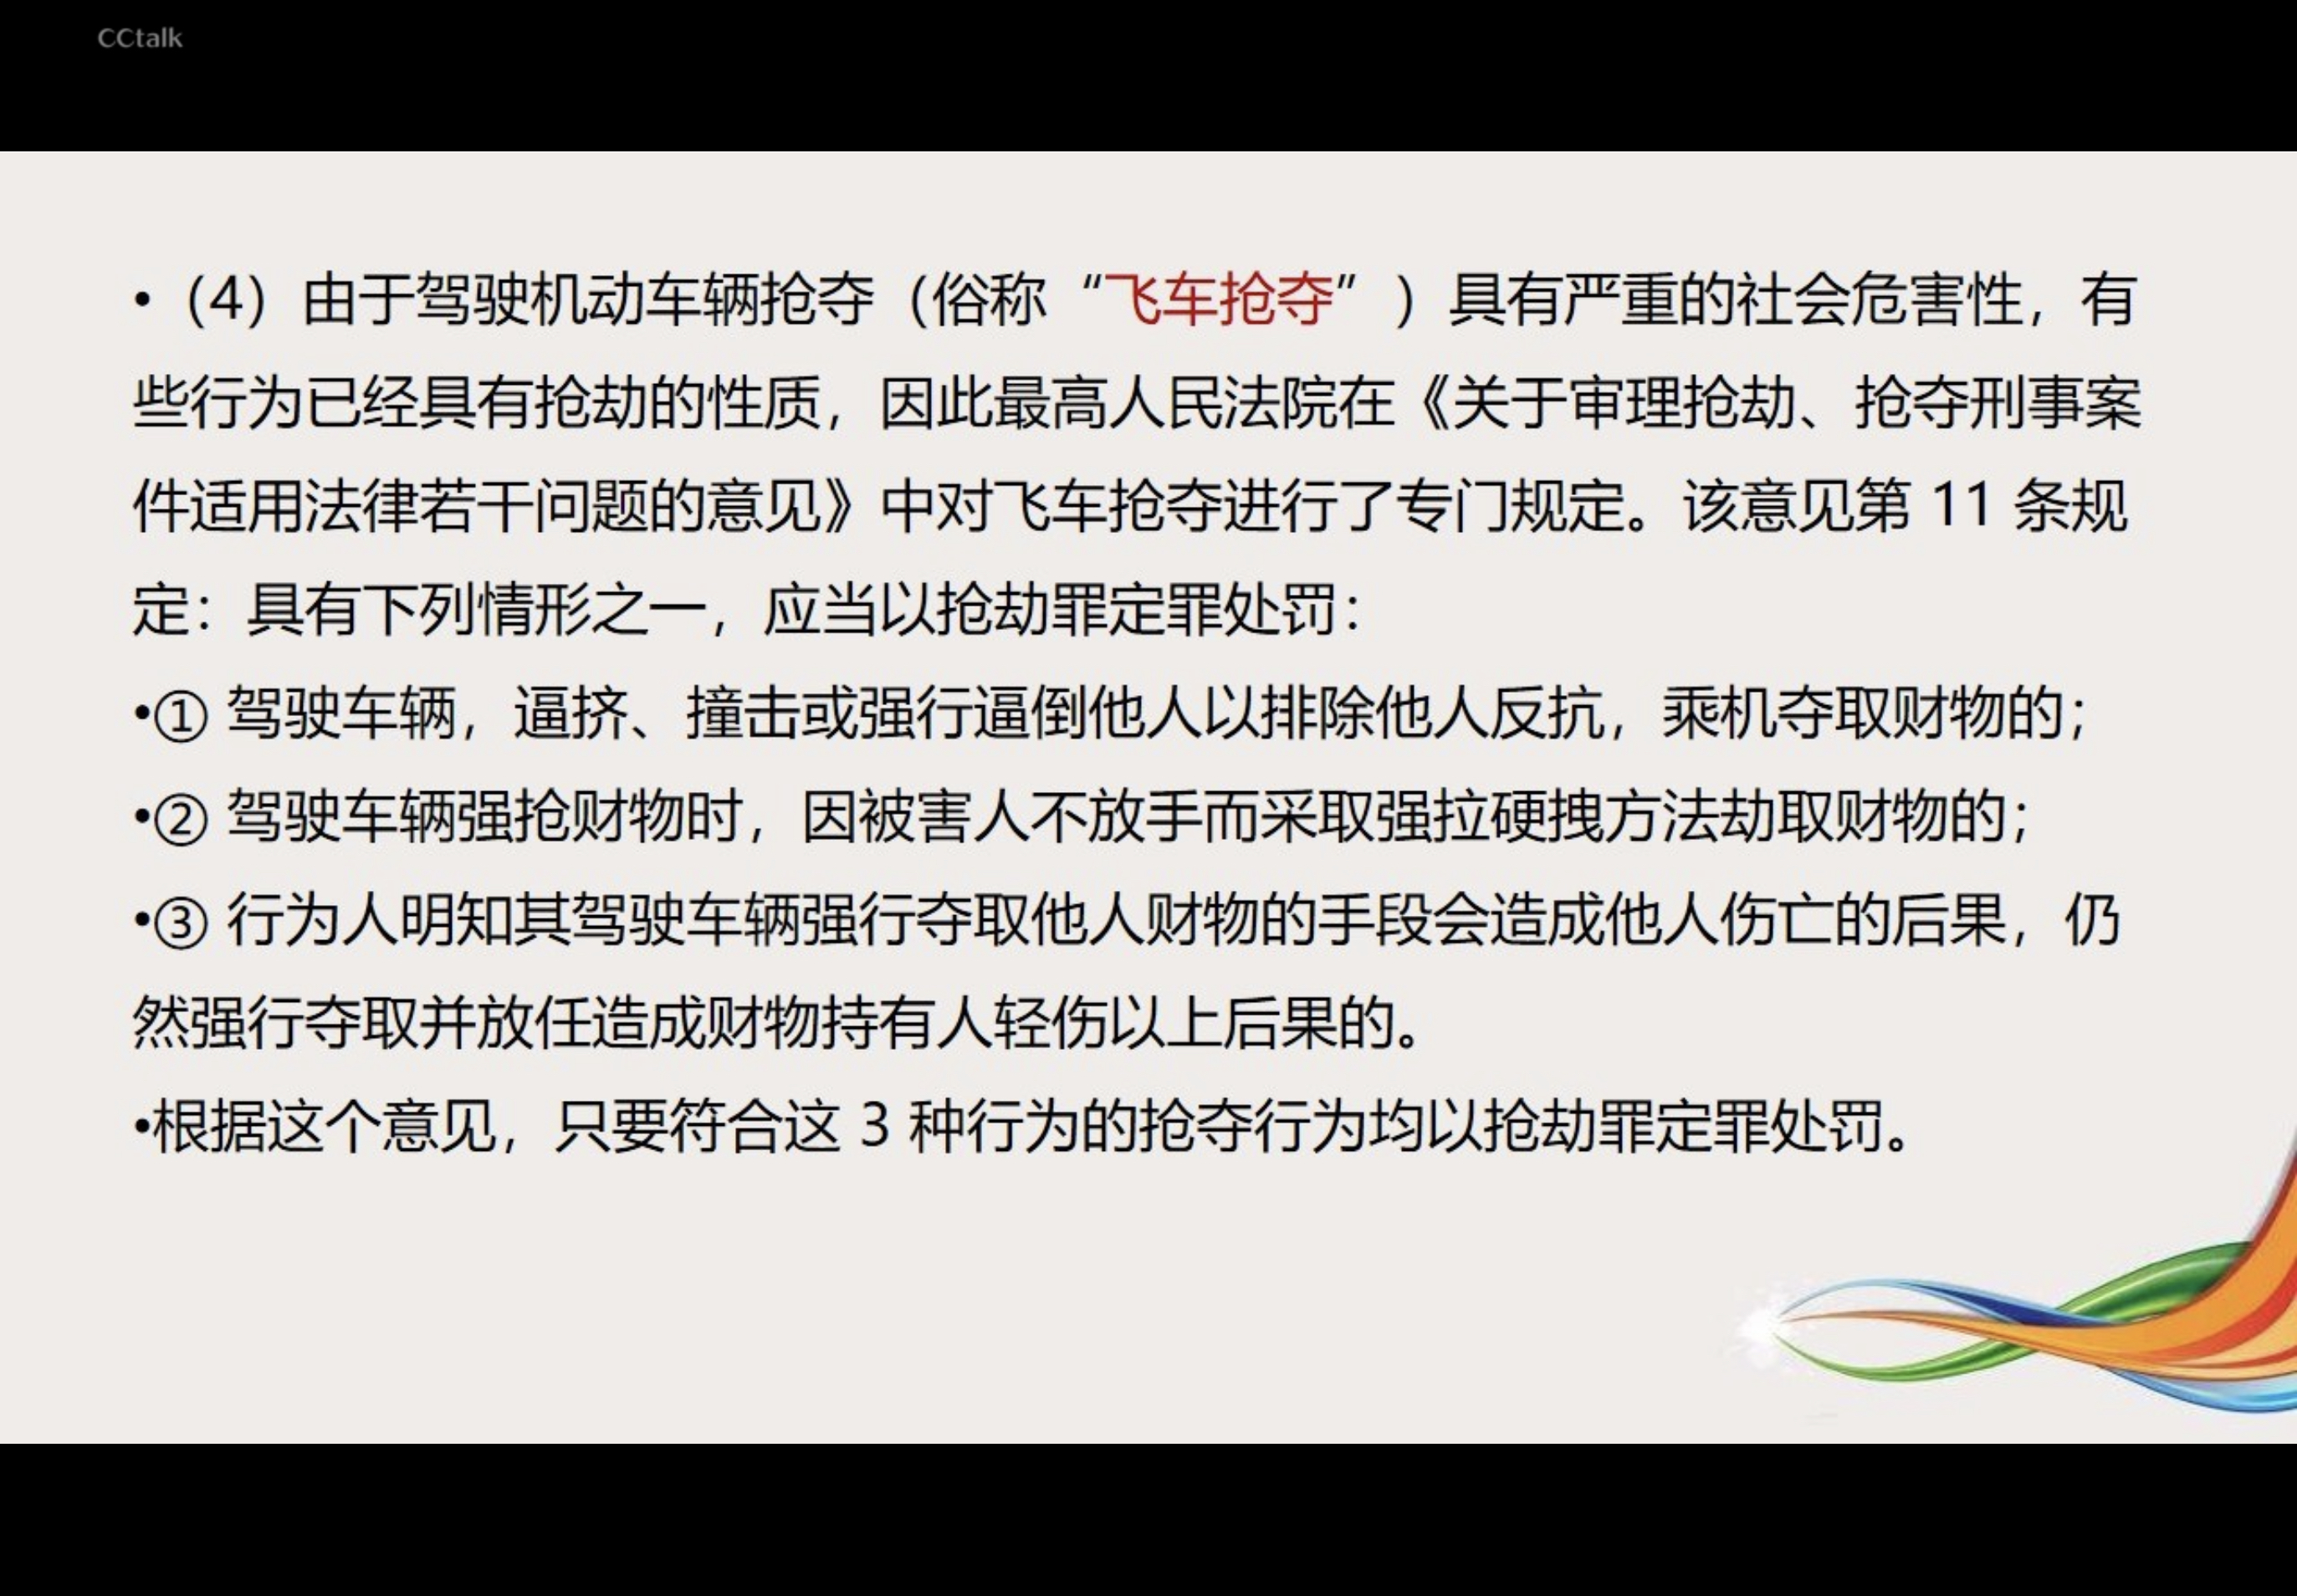 CCtalk
•（4）由于驾驶机动车辆抢夺（俗称“飞车抢夺”）具有严重的社会危害性，有
些行为已经具有抢劫的性质，因此最高人民法院在《关于审理抢劫、抢夺刑事案
件适用法律若干问题的意见》中对飞车抢夺进行了专门规定。该意见第 11 条规
定：具有下列情形之一，应当以抢劫罪定罪处罚：
•① 驾驶车辆，逼挤、撞击或强行逼倒他人以排除他人反抗，乘机夺取财物的；
•② 驾驶车辆强抢财物时，因被害人不放手而采取强拉硬拽方法劫取财物的；
•③ 行为人明知其驾驶车辆强行夺取他人财物的手段会造成他人伤亡的后果，仍
然强行夺取并放任造成财物持有人轻伤以上后果的。
•根据这个意见，只要符合这 3 种行为的抢夺行为均以抢劫罪定罪处罚。